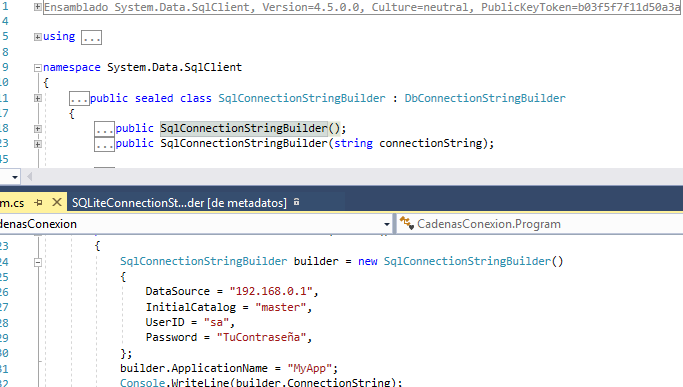 1 Ensamblado System.Data.SqlClient, Version=4.5.0.0, Culture=neutral, PublicKeyToken=b03f5f7f11d50a3a
5 using ...
9 namespace System.Data.SqlClient
10 {
11 ...public sealed class SqlConnectionStringBuilder : DbConnectionStringBuilder
17 {
18 ...public SqlConnectionStringBuilder();
23 ...public SqlConnectionStringBuilder(string connectionString);
45
m.cs SQLiteConnectionSt...der [de metadatos]
denasConexion CadenasConexion.Program
23 {
24 SqlConnectionStringBuilder builder = new SqlConnectionStringBuilder()
25 {
26 DataSource = "192.168.0.1",
27 InitialCatalog = "master",
28 UserID = "sa",
29 Password = "TuContraseña",
30 };
31 builder.ApplicationName = "MyApp";
32 Console.WriteLine(builder.ConnectionString);